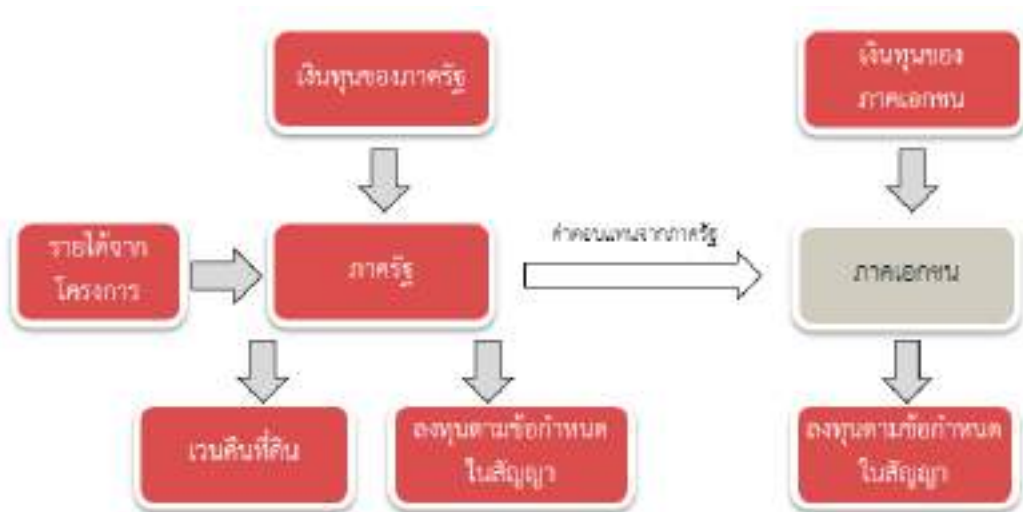 เงินทุนของภาครัฐ
เงินทุนของ
ภาคเอกชน
รายได้จาก
โครงการ
ภาครัฐ
ค่าตอบแทนจากภาครัฐ
ภาคเอกชน
เวนคืนที่ดิน
ลงทุนตามข้อกำหนด
ในสัญญา
ลงทุนตามข้อกำหนด
ในสัญญา